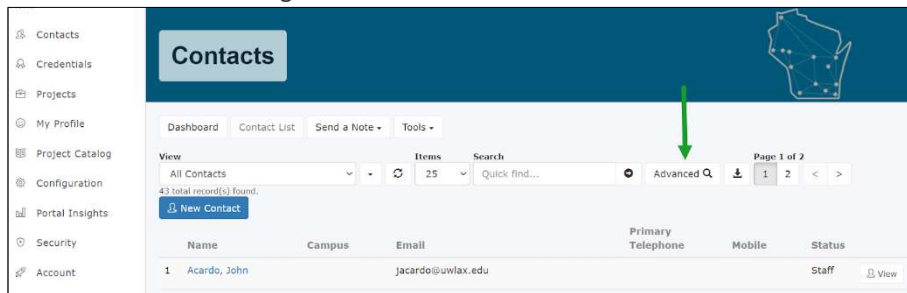 Contacts
Credentials
Projects
My Profile
Project Catalog
Configuration
Portal Insights
Security
Account
Contacts
Dashboard Contact List Send a Note Tools
View Items Search Page 1 of 2
All Contacts - 25 Quick find... Advanced 1 2 < >
43 total record(s) found.
New Contact
Name Campus Email Primary Telephone Mobile Status
1 Acardo, John jacardo@uwlax.edu Staff View